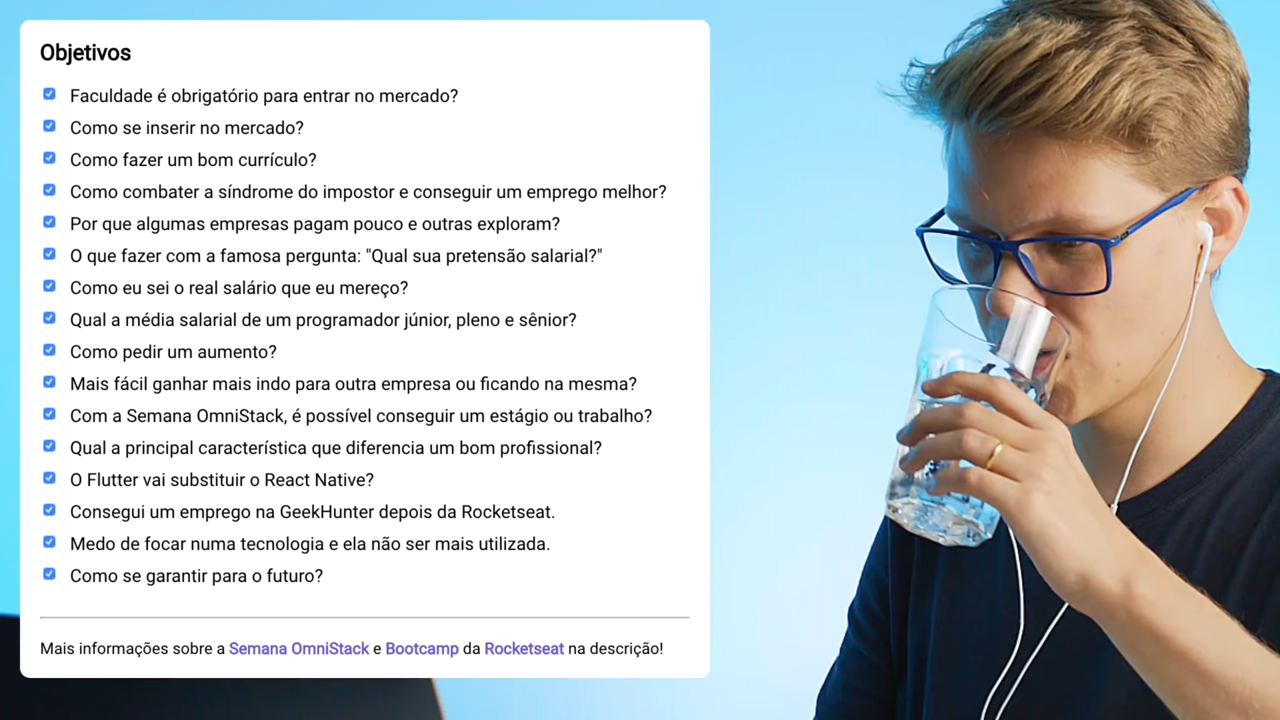 Objetivos
Faculdade é obrigatório para entrar no mercado?
Como se inserir no mercado?
Como fazer um bom currículo?
Como combater a síndrome do impostor e conseguir um emprego melhor?
Por que algumas empresas pagam pouco e outras exploram?
O que fazer com a famosa pergunta: "Qual sua pretensão salarial?"
Como eu sei o real salário que eu mereço?
Qual a média salarial de um programador júnior, pleno e sênior?
Como pedir um aumento?
Mais fácil ganhar mais indo para outra empresa ou ficando na mesma?
Com a Semana OmniStack, é possível conseguir um estágio ou trabalho?
Qual a principal característica que diferencia um bom profissional?
O Flutter vai substituir o React Native?
Consegui um emprego na GeekHunter depois da Rocketseat.
Medo de focar numa tecnologia e ela não ser mais utilizada.
Como se garantir para o futuro?
Mais informações sobre a Semana OmniStack e Bootcamp da Rocketseat na descrição!